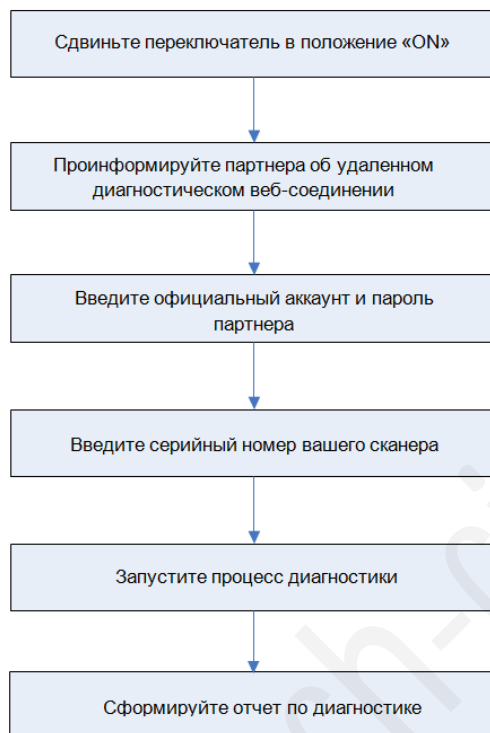 Сдвиньте переключатель в положение «ON»
Проинформируйте партнера об удаленном
диагностическом веб-соединении
Введите официальный аккаунт и пароль
партнера
Введите серийный номер вашего сканера
Запустите процесс диагностики
Сформируйте отчет по диагностике